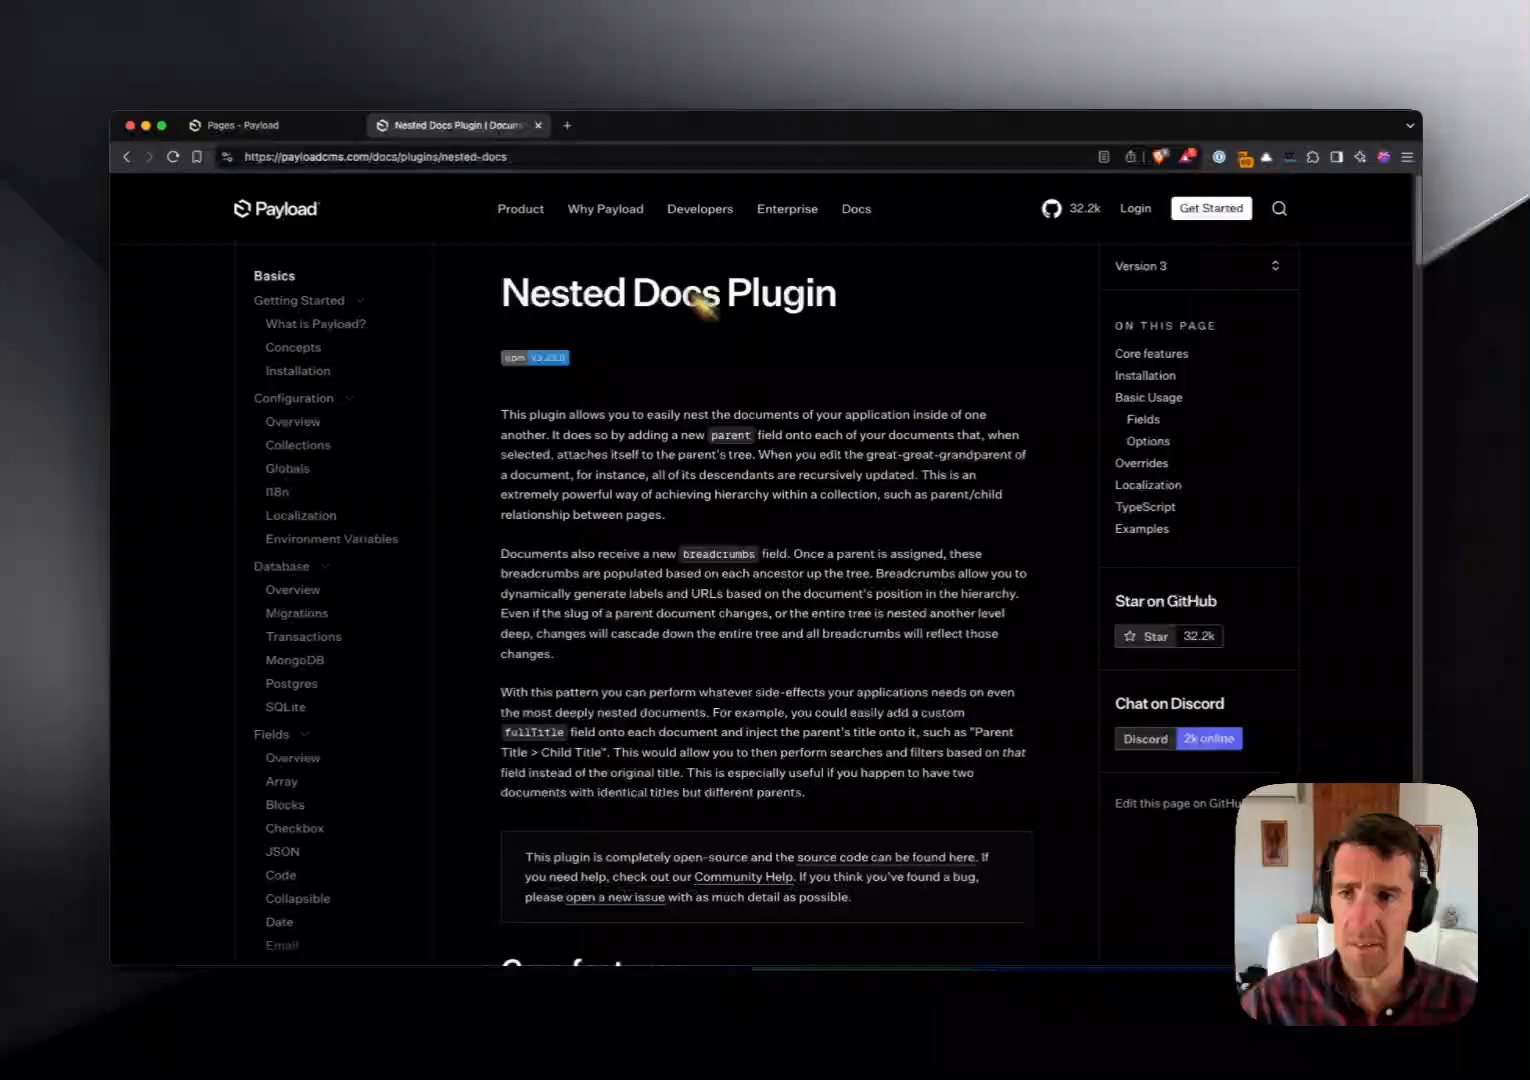 Pages - Payload
Nested Docs Plugin | Docum
https://payloadcms.com/docs/plugins/nested-docs
Payload
Product
Why Payload
Developers
Enterprise
Docs
32.2k
Login
Get Started
Basics
Getting Started
What is Payload?
Concepts
Installation
Configuration
Overview
Collections
Globals
I18n
Localization
Environment Variables
Database
Overview
Migrations
Transactions
MongoDB
Postgres
SQLite
Fields
Overview
Array
Blocks
Checkbox
JSON
Code
Collapsible
Date
Email
Nested Docs Plugin
npm
This plugin allows you to easily nest the documents of your application inside of one
another. It does so by adding a new parent field onto each of your documents that, when
selected, attaches itself to the parent's tree. When you edit the great-great-grandparent of
a document, for instance, all of its descendants are recursively updated. This is an
extremely powerful way of achieving hierarchy within a collection, such as parent/child
relationship between pages.
Documents also receive a new breadcrumbs field. Once a parent is assigned, these
breadcrumbs are populated based on each ancestor up the tree. Breadcrumbs allow you to
dynamically generate labels and URLs based on the document's position in the hierarchy.
Even if the slug of a parent document changes, or the entire tree is nested another level
deep, changes will cascade down the entire tree and all breadcrumbs will reflect those
changes.
With this pattern you can perform whatever side-effects your applications needs on even
the most deeply nested documents. For example, you could easily add a custom
fullTitle field onto each document and inject the parent's title onto it, such as "Parent
Title > Child Title". This would allow you to then perform searches and filters based on that
field instead of the original title. This is especially useful if you happen to have two
documents with identical titles but different parents.
This plugin is completely open-source and the source code can be found here. If
you need help, check out our Community Help. If you think you've found a bug,
please open a new issue with as much detail as possible.
Version 3
ON THIS PAGE
Core features
Installation
Basic Usage
Fields
Options
Overrides
Localization
TypeScript
Examples
Star on GitHub
Star 32.2k
Chat on Discord
Discord 2k online
Edit this page on GitHu